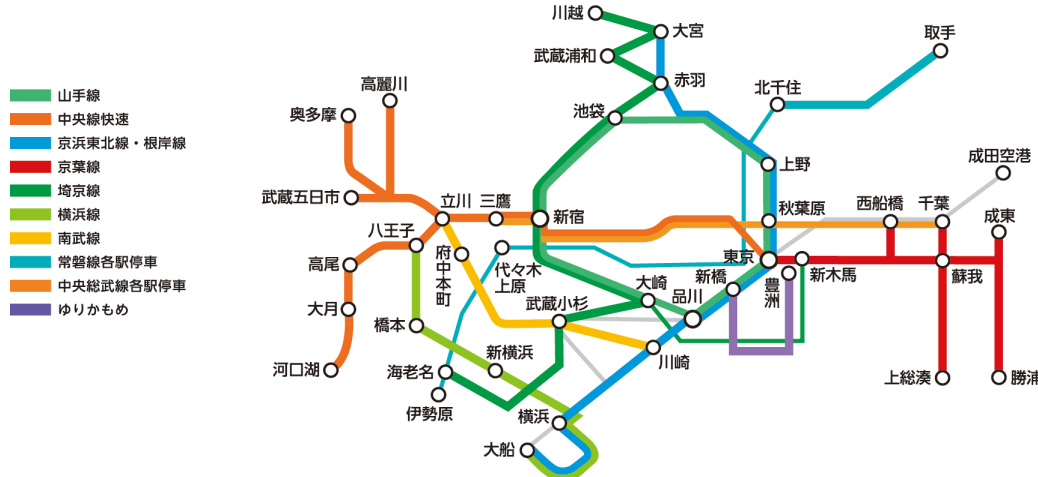 山手線
中央線快速
京浜東北線・根岸線
京葉線
埼京線
横浜線
南武線
常磐線各駅停車
中央総武線各駅停車
ゆりかもめ
川越
大宮
武蔵浦和
赤羽
池袋
取手
北千住
上野
高麗川
奥多摩
武蔵五日市
立川
三鷹
新宿
秋葉原
西船橋
千葉
成田空港
成東
八王子
高尾
大月
河口湖
府中本町
代々木
上原
東京
新橋
豊洲
新木馬
蘇我
大崎
品川
武蔵小杉
川崎
橋本
新横浜
海老名
伊勢原
横浜
大船
上総湊
勝浦